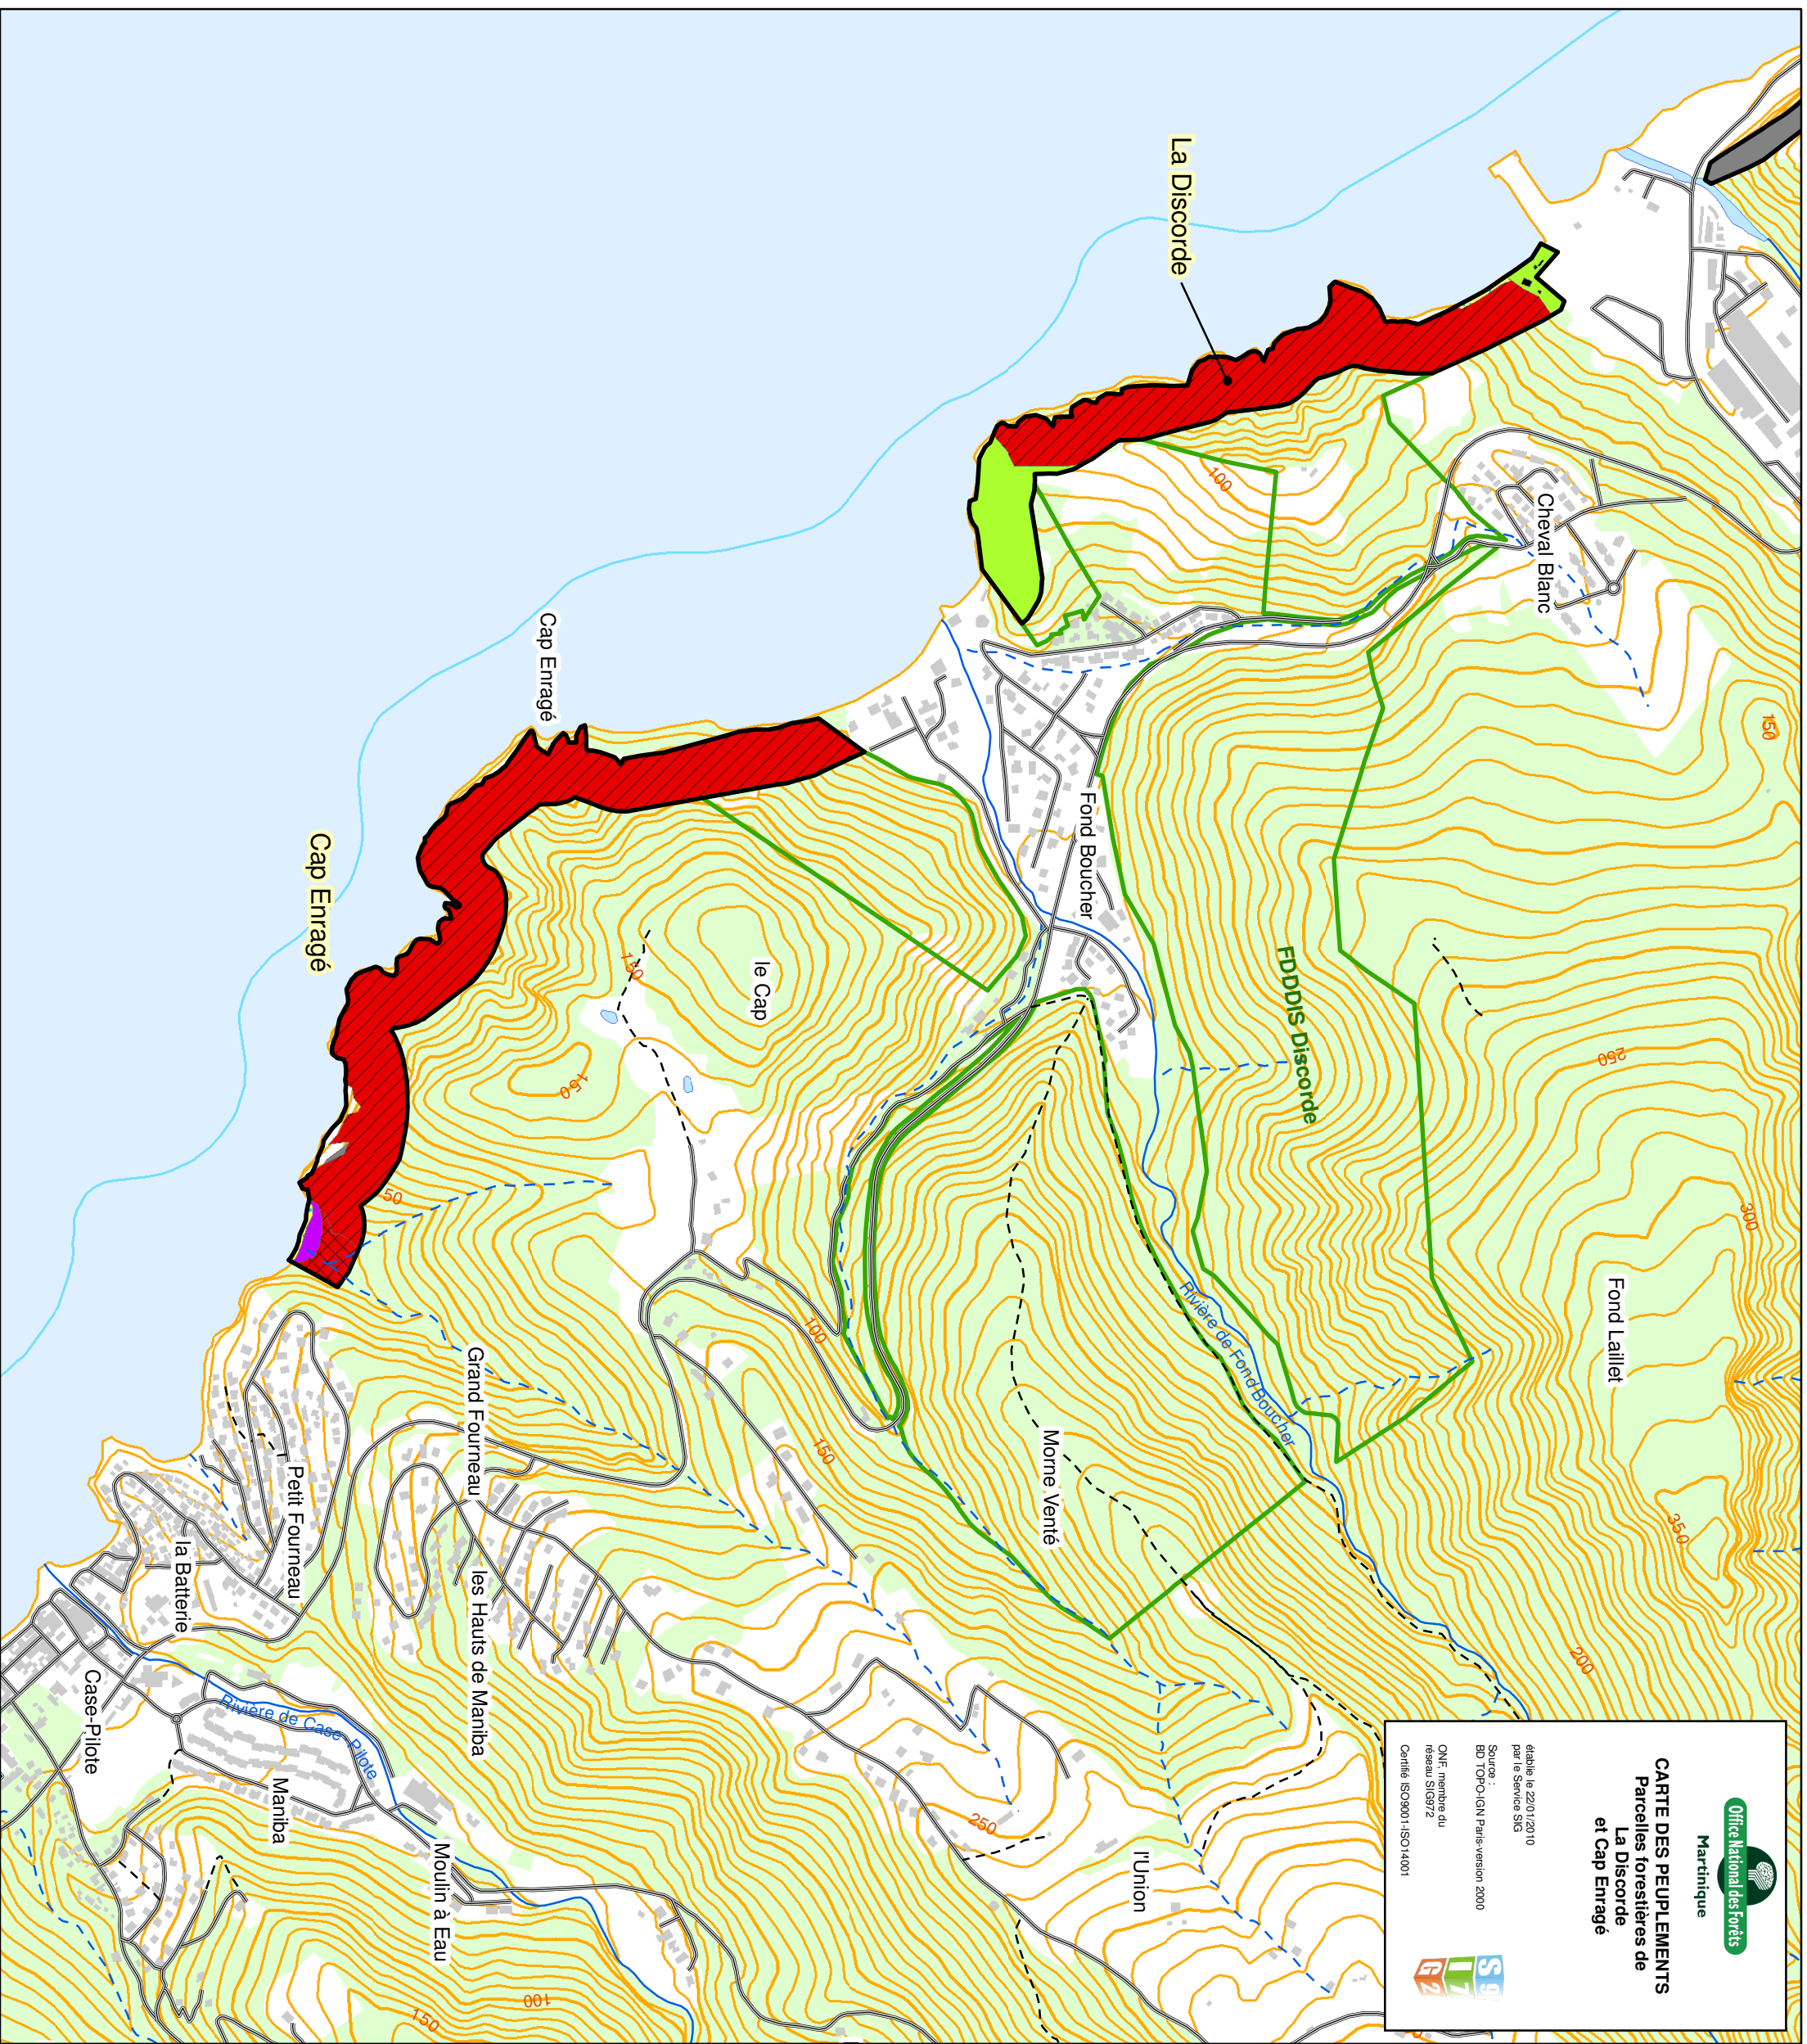 Office National des Forêts
Martinique
CARTE DES PEUPLEMENTS
Parcelles forestières de
La Discorde
et Cap Enragé
établie le 22/01/2010
par le Service SIG
Source :
BD TOPO-IGN Paris-version 2000
ONF, membre du
réseau SIG972
Certifié ISO9001-ISO14001
La Discorde
Cheval Blanc
100
150
Cap Enragé
Cap Enragé
Fond Boucher
le Cap
150
150
FDDDIS-Discorde
250
300
Fond Laillet
350
200
Rivière de Fond Boucher
Morne Venté
50
100
150
Grand Fourneau
Petit Fourneau
la Batterie
les Hauts de Maniba
Case-Pilote
Rivière de Case-Pilote
Maniba
Moulin à Eau
l'Union
250
100
150